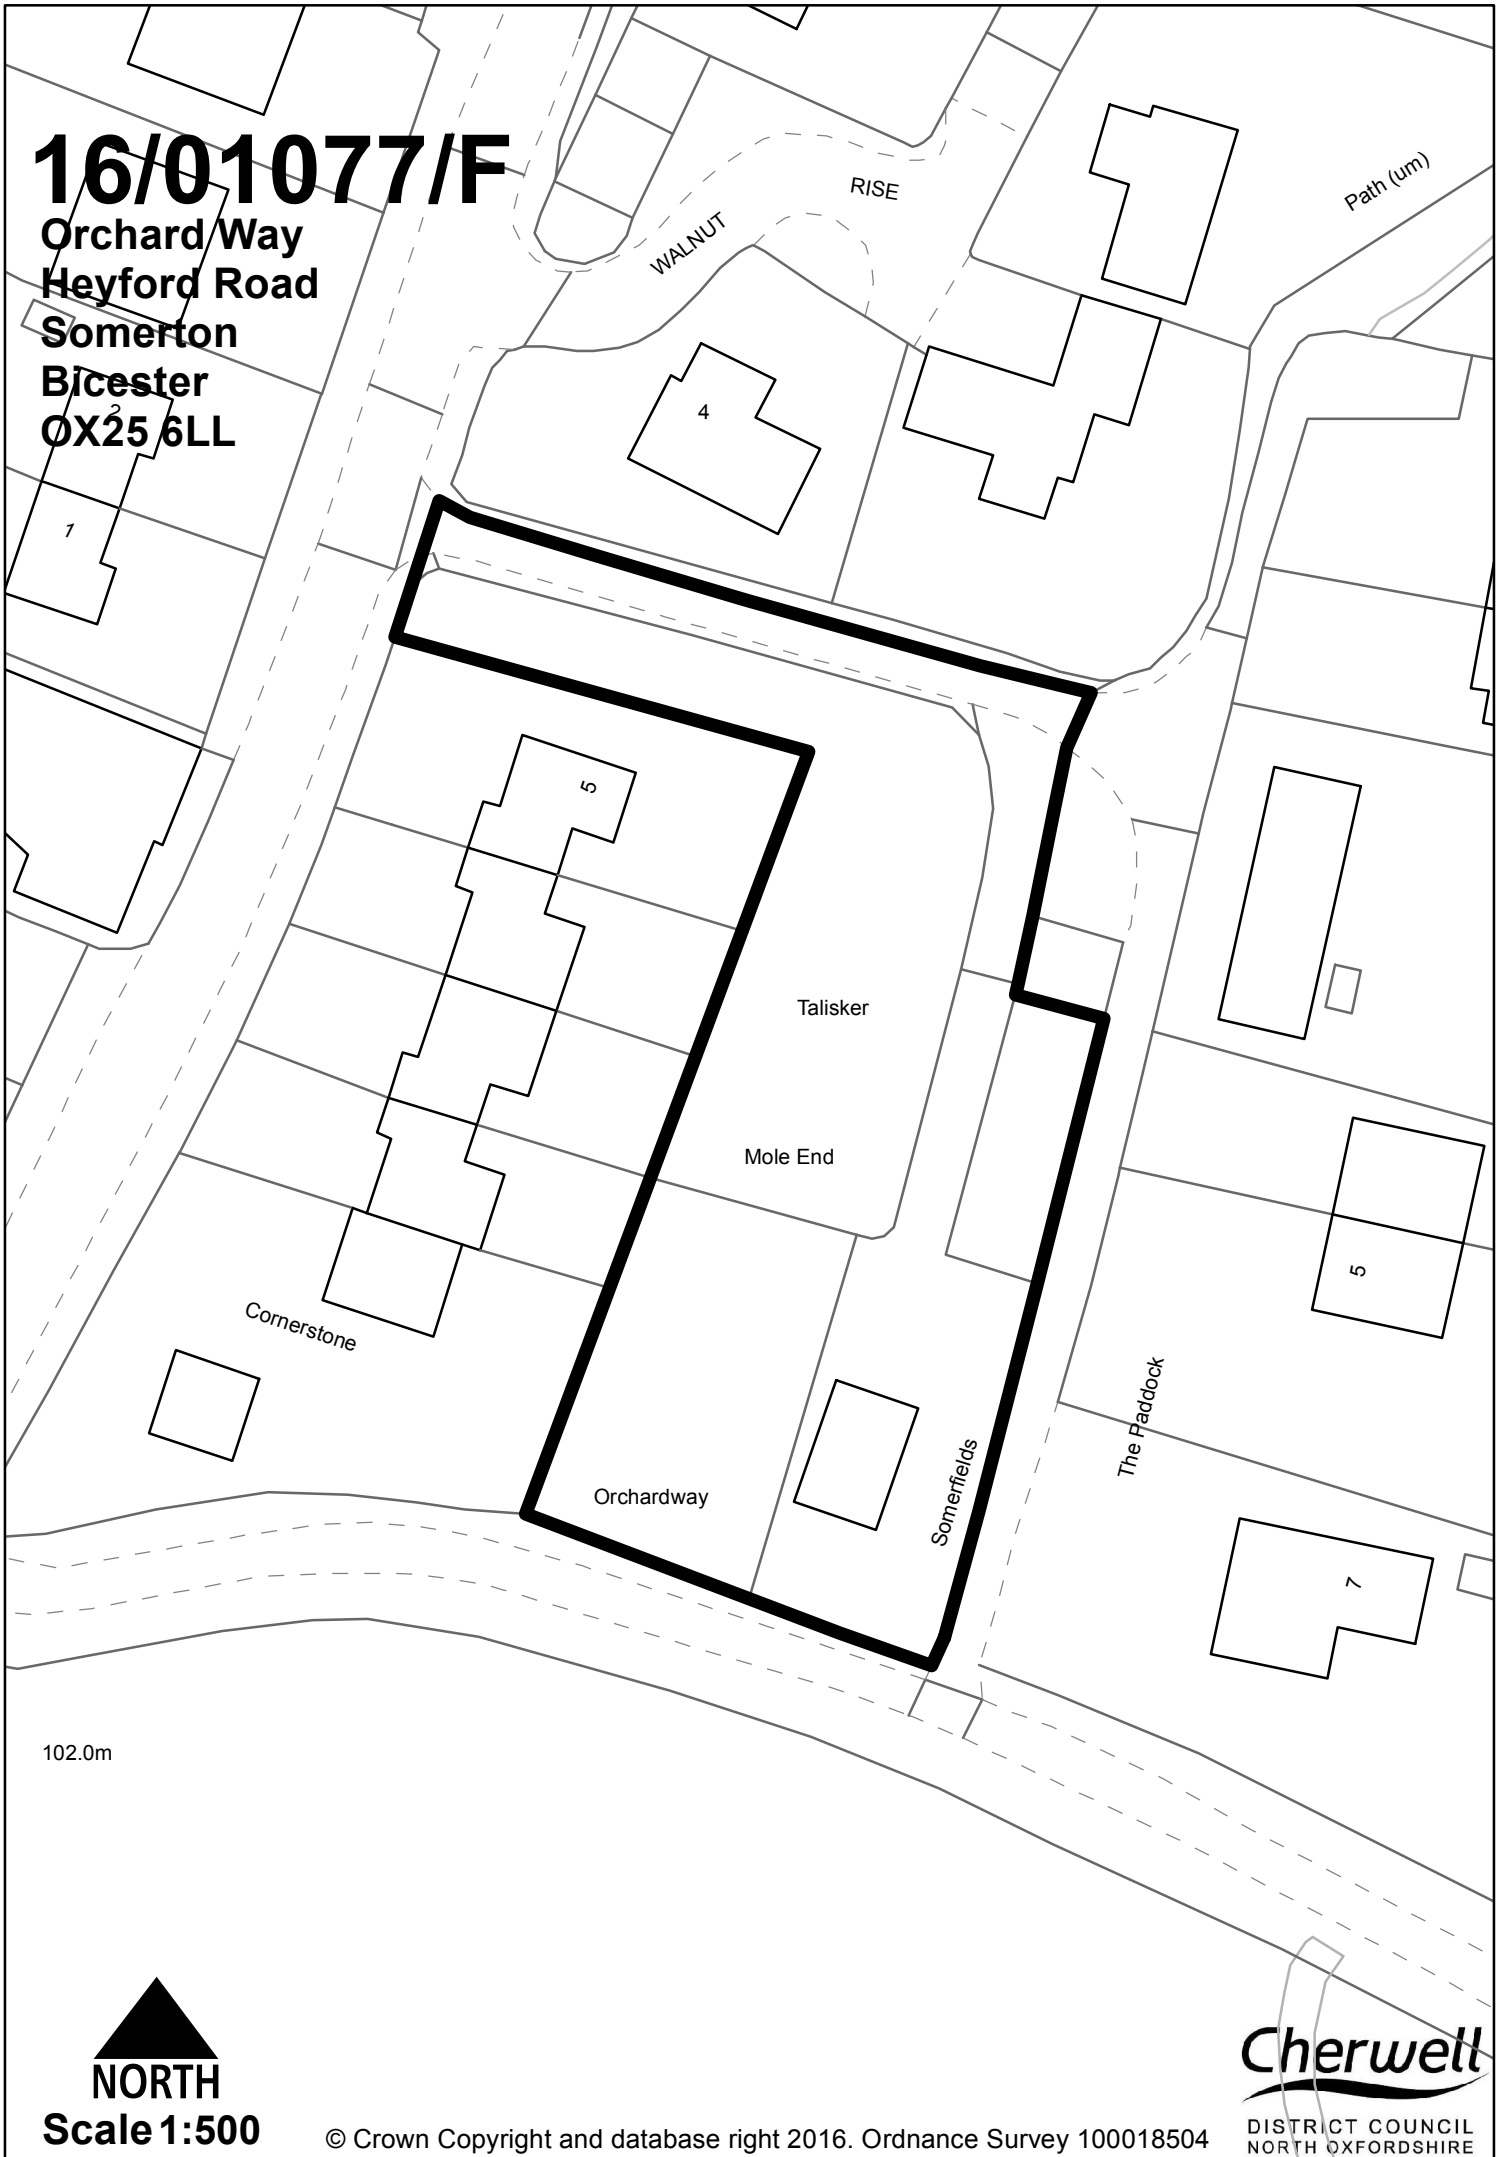 16/01077/F
Orchard Way
Heyford Road
Somerton
Bicester
OX25 6LL
RISE
WALNUT
Path (um)
4
2
1
5
Talisker
Mole End
Cornerstone
5
The Paddock
Somerfields
Orchardway
7
102.0m
NORTH
Scale 1:500
© Crown Copyright and database right 2016. Ordnance Survey 100018504
Cherwell
DISTRICT COUNCIL
NORTH OXFORDSHIRE